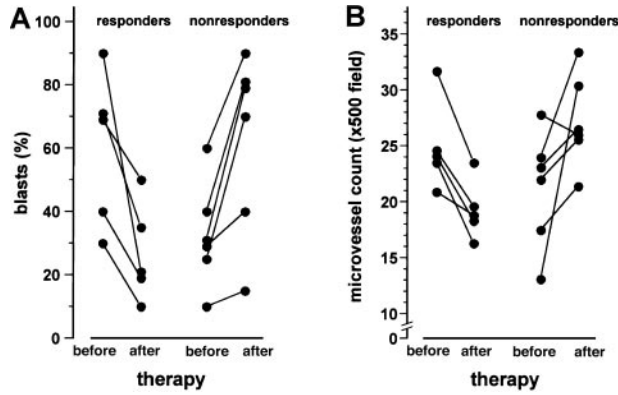 A
responders nonresponders
100
80
60
40
20
0
blasts (%)
before after before after
therapy
B
responders nonresponders
35
30
25
20
15
10
0
microvessel count (x500 field)
before after before after
therapy